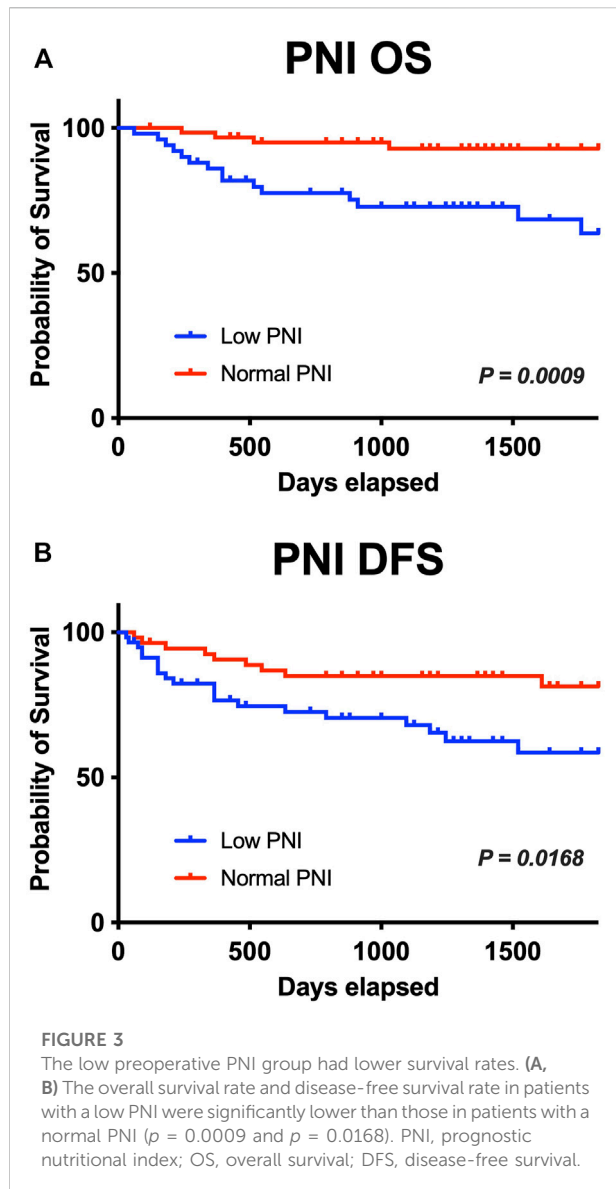 A
PNI OS
Probability of Survival
100
50
0
Low PNI
Normal PNI
P = 0.0009
0 500 1000 1500
Days elapsed
B
PNI DFS
Probability of Survival
100
50
0
Low PNI
Normal PNI
P = 0.0168
0 500 1000 1500
Days elapsed
FIGURE 3
The low preoperative PNI group had lower survival rates. (A,
B) The overall survival rate and disease-free survival rate in patients
with a low PNI were significantly lower than those in patients with a
normal PNI (p = 0.0009 and p = 0.0168). PNI, prognostic
nutritional index; OS, overall survival; DFS, disease-free survival.